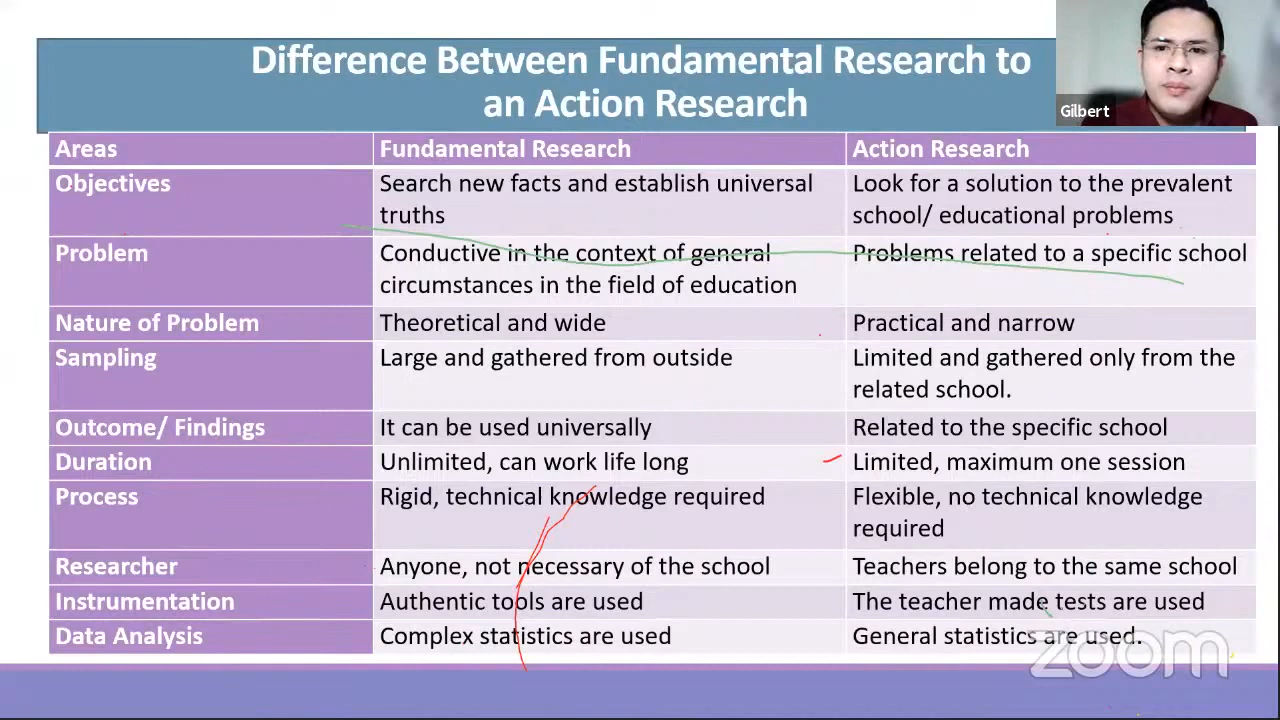 Difference Between Fundamental Research to
an Action Research
Gilbert
Areas
Fundamental Research
Action Research
Objectives
Search new facts and establish universal
truths
Look for a solution to the prevalent
school/ educational problems
Problem
Conductive in the context of general
circumstances in the field of education
Problems related to a specific school
Nature of Problem
Theoretical and wide
Practical and narrow
Sampling
Large and gathered from outside
Limited and gathered only from the
related school.
Outcome/ Findings
It can be used universally
Related to the specific school
Duration
Unlimited, can work life long
Limited, maximum one session
Process
Rigid, technical knowledge required
Flexible, no technical knowledge
required
Researcher
Anyone, not necessary of the school
Teachers belong to the same school
Instrumentation
Authentic tools are used
The teacher made tests are used
Data Analysis
Complex statistics are used
General statistics are used.
zoom